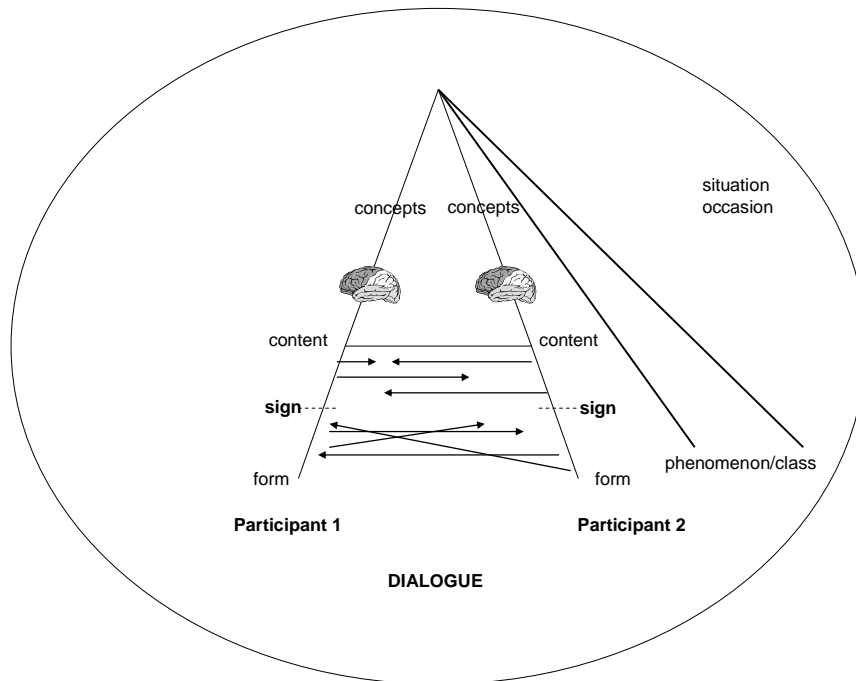 situation
occasion
concepts concepts
content content
sign sign
phenomenon/class
form form
Participant 1 Participant 2
DIALOGUE